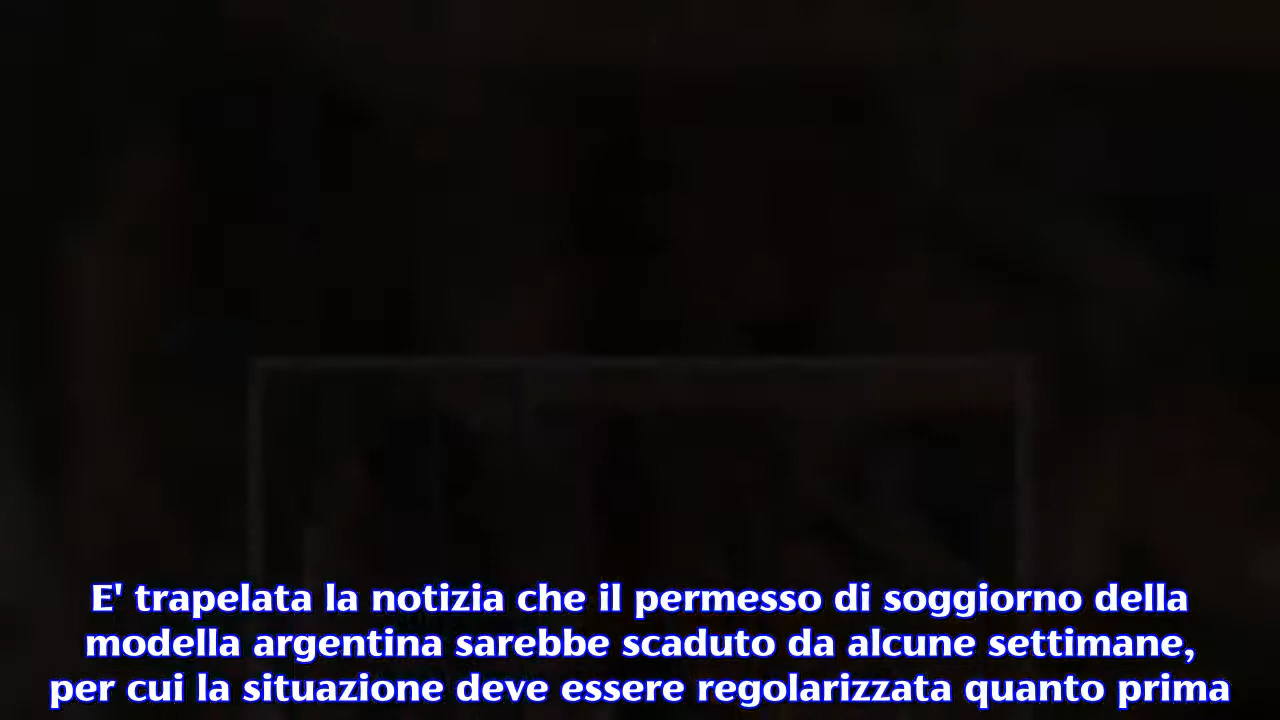 E' trapelata la notizia che il permesso di soggiorno della
modella argentina sarebbe scaduto da alcune settimane,
per cui la situazione deve essere regolarizzata quanto prima